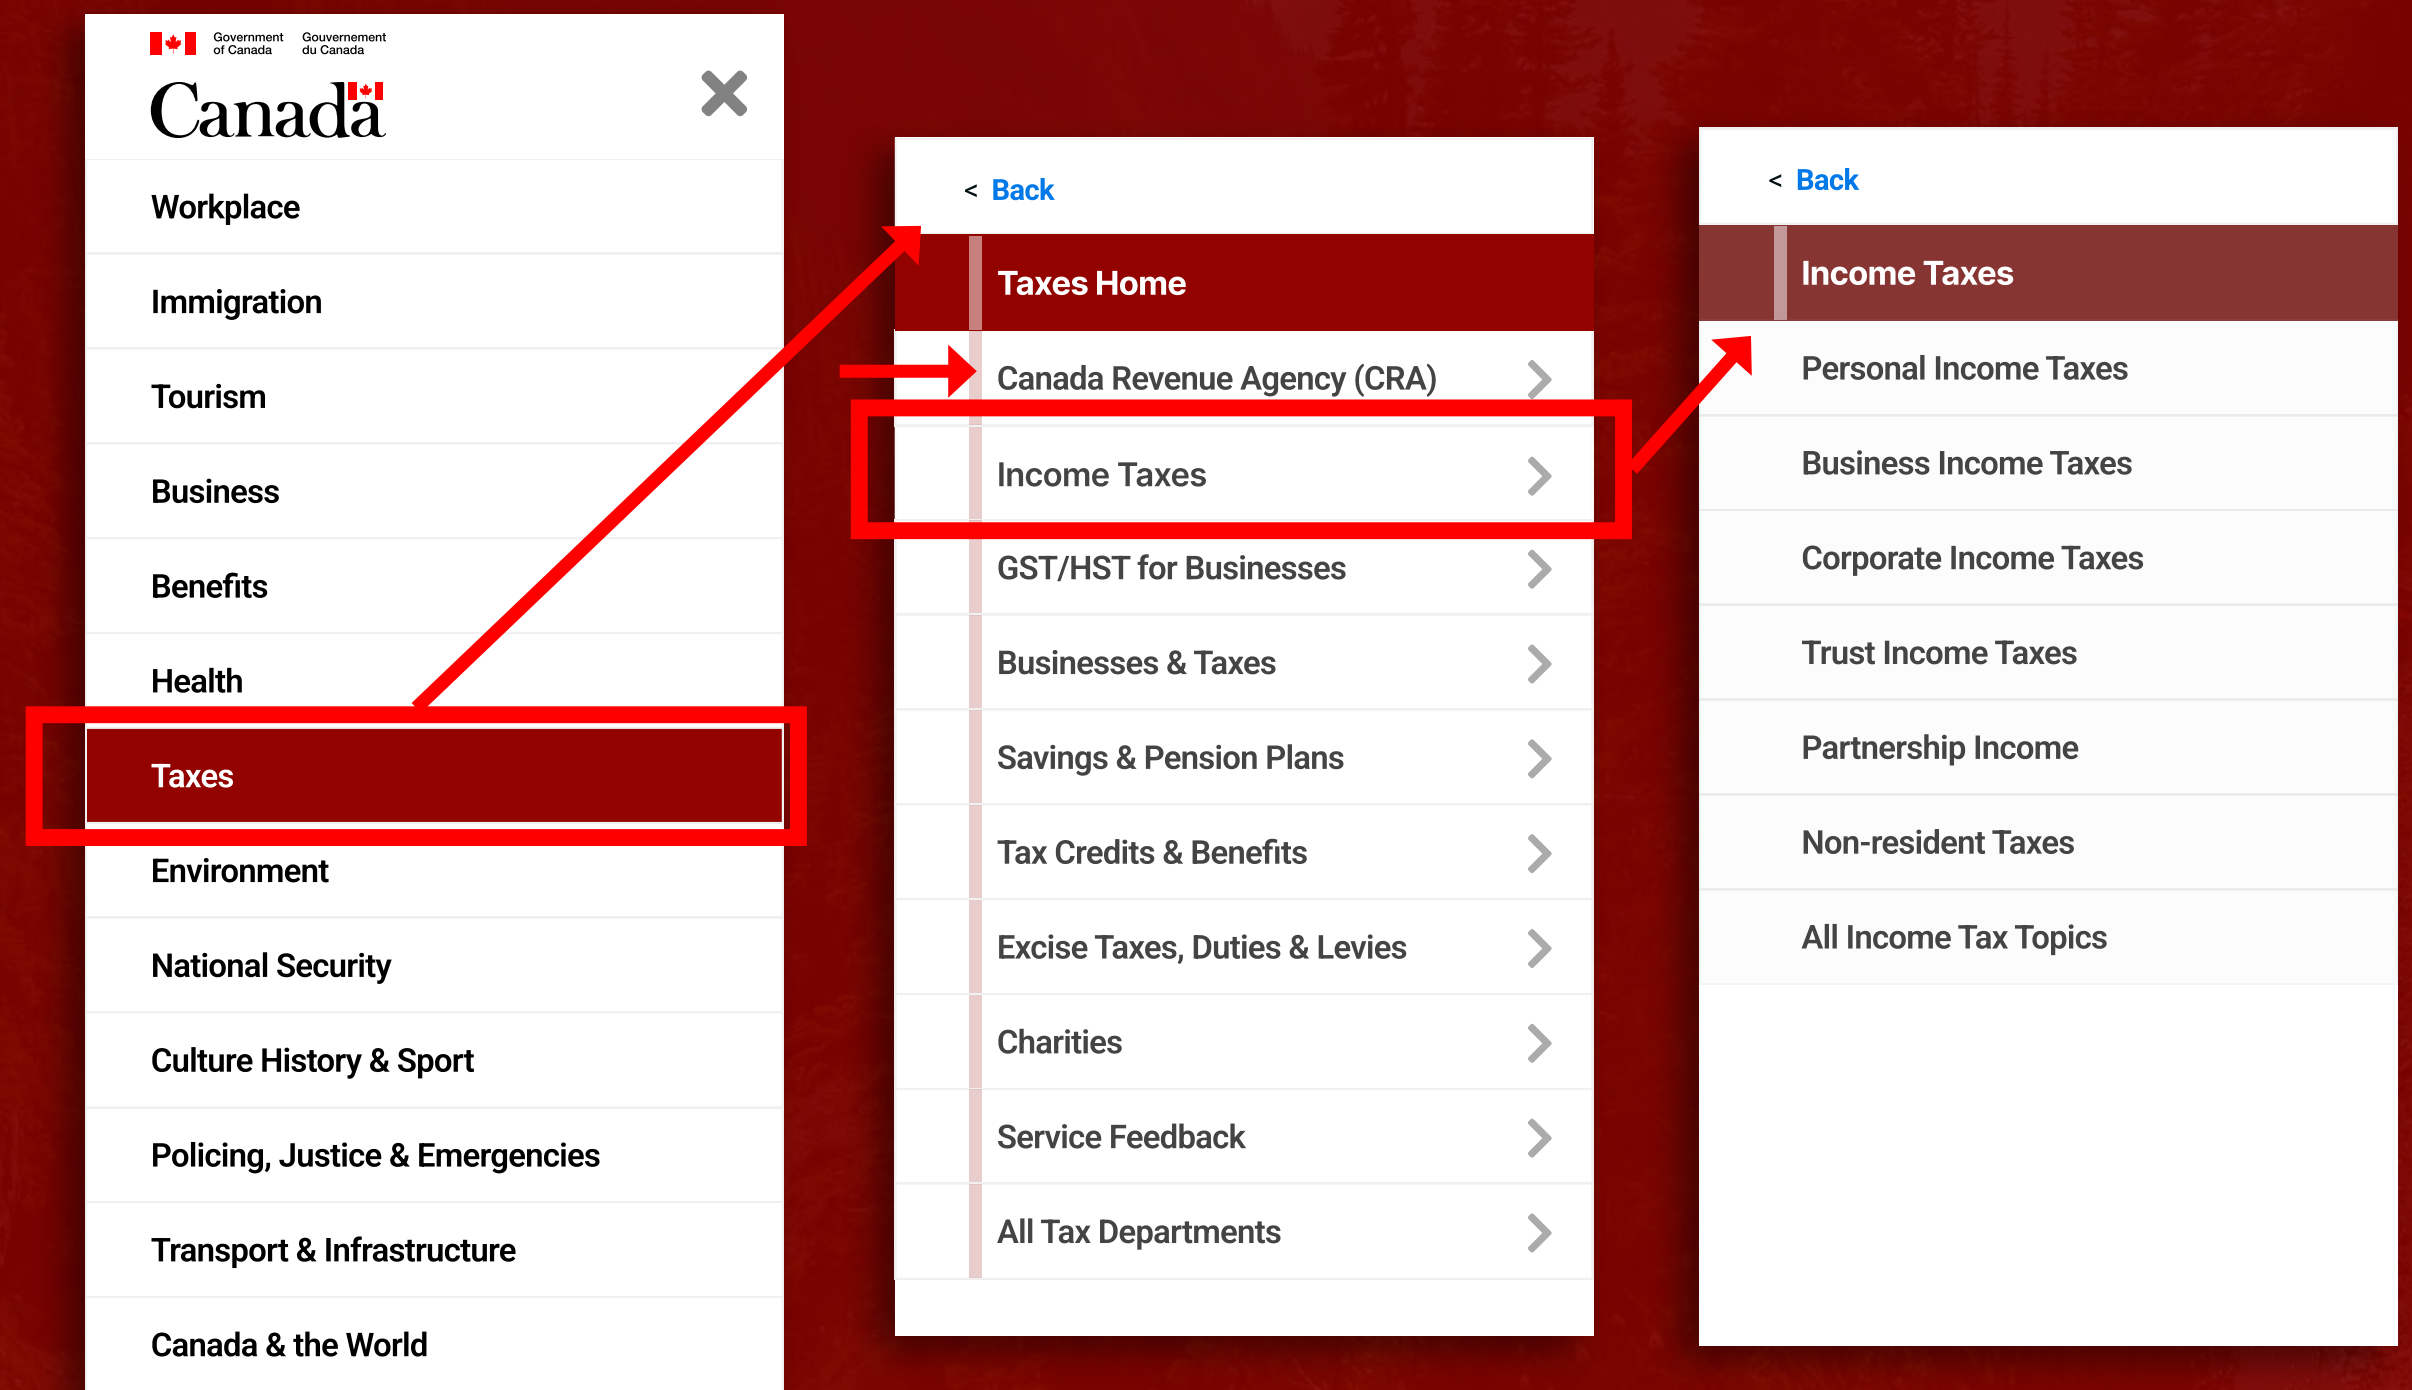 Government of Canada
Gouvernement du Canada
Canada
Workplace
Immigration
Tourism
Business
Benefits
Health
Taxes
Environment
National Security
Culture History & Sport
Policing, Justice & Emergencies
Transport & Infrastructure
Canada & the World
< Back
Taxes Home
Canada Revenue Agency (CRA)
Income Taxes
GST/HST for Businesses
Businesses & Taxes
Savings & Pension Plans
Tax Credits & Benefits
Excise Taxes, Duties & Levies
Charities
Service Feedback
All Tax Departments
< Back
Income Taxes
Personal Income Taxes
Business Income Taxes
Corporate Income Taxes
Trust Income Taxes
Partnership Income
Non-resident Taxes
All Income Tax Topics